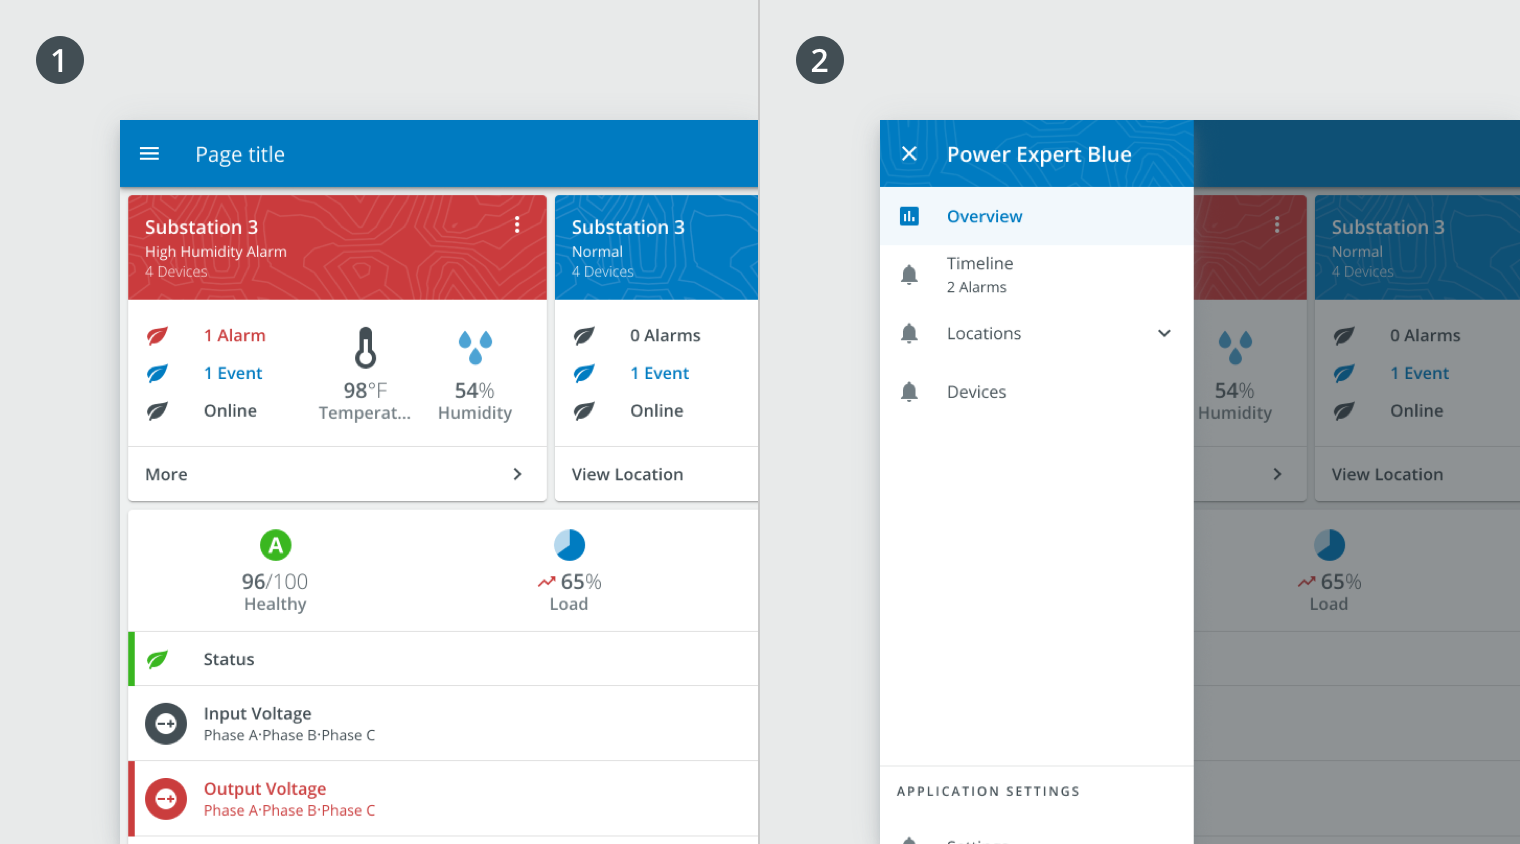 1
Page title
Substation 3
High Humidity Alarm
4 Devices
1 Alarm
1 Event
Online
98°F
Temperat...
54%
Humidity
More
Substation 3
Normal
4 Devices
0 Alarms
1 Event
Online
View Location
A
96/100
Healthy
65%
Load
Status
Input Voltage
Phase A·Phase B·Phase C
Output Voltage
Phase A·Phase B·Phase C
2
Power Expert Blue
Overview
Timeline
2 Alarms
Locations
Devices
APPLICATION SETTINGS
Substation 3
Normal
4 Devices
54%
Humidity
0 Alarms
1 Event
Online
View Location
65%
Load